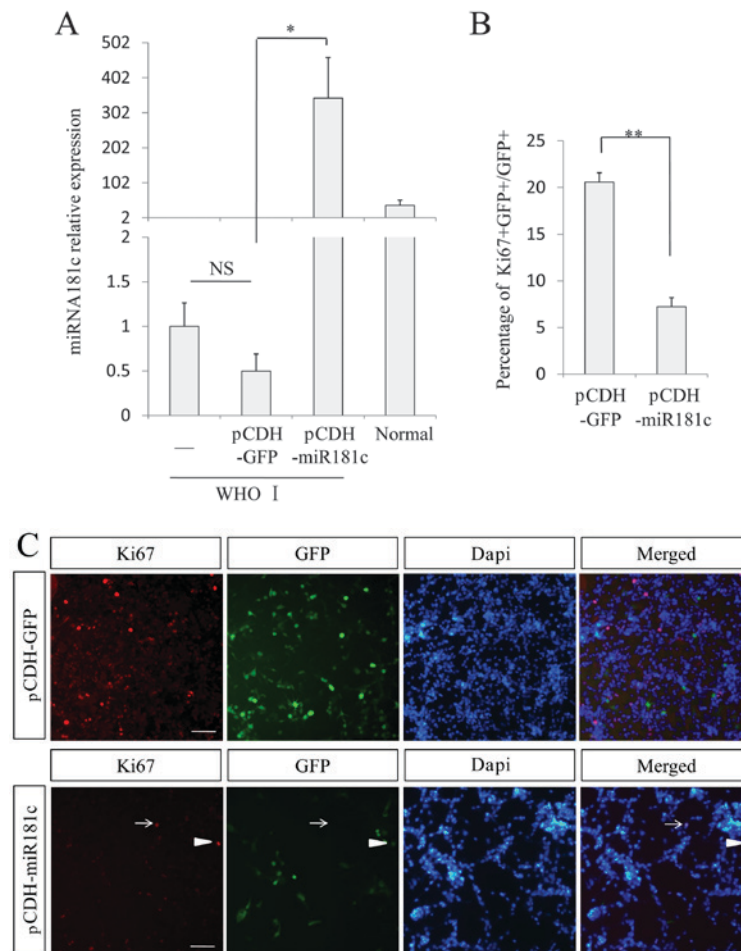 A
miRNA181c relative expression
502
402
302
202
102
2
2
1.5
1
0.5
0
*
NS
—
pCDH
-GFP
pCDH
-miR181c
Normal
WHO I
B
Percentage of Ki67+GFP+/GFP+
25
20
15
10
5
0
**
pCDH
-GFP
pCDH
-miR181c
C
Ki67
GFP
Dapi
Merged
pCDH-GFP
Ki67
GFP
Dapi
Merged
pCDH-miR181c